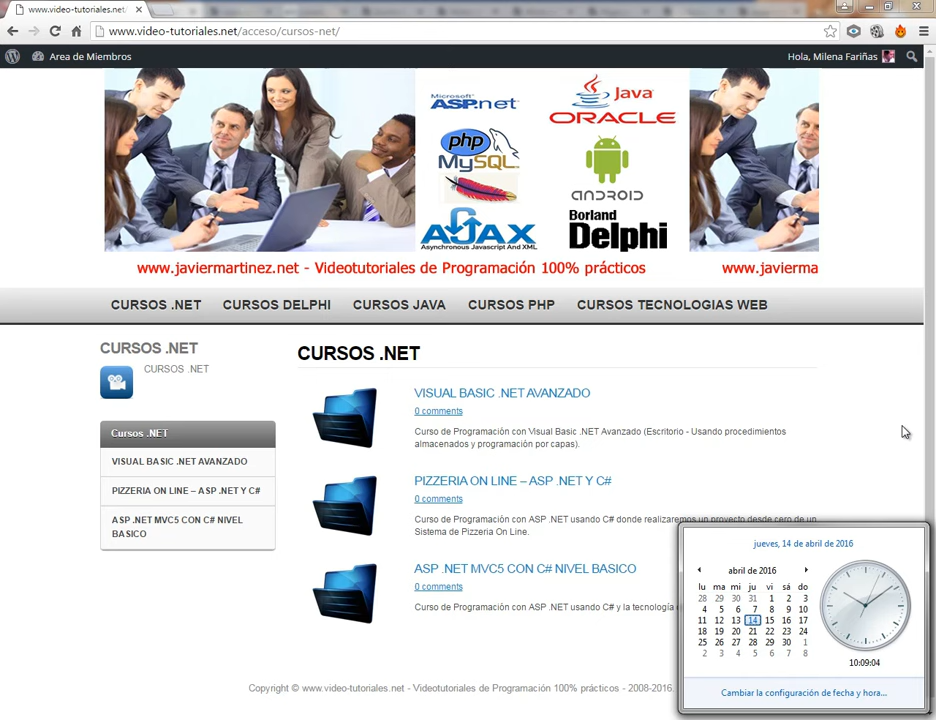 www.video-tutoriales.net/
www.video-tutoriales.net/acceso/cursos-net/
Area de Miembros
Hola, Milena Fariñas
Microsoft
ASP.net
Java
ORACLE
php
MySQL
ANDROID
AJAX
Asynchronous Javascript And XML
Borland
Delphi
www.javiermartinez.net - Videotutoriales de Programación 100% prácticos
www.javierma
CURSOS .NET
CURSOS DELPHI
CURSOS JAVA
CURSOS PHP
CURSOS TECNOLOGIAS WEB
CURSOS .NET
CURSOS .NET
Cursos .NET
VISUAL BASIC .NET AVANZADO
PIZZERIA ON LINE – ASP .NET Y C#
ASP .NET MVC5 CON C# NIVEL
BASICO
CURSOS .NET
VISUAL BASIC .NET AVANZADO
0 comments
Curso de Programación con Visual Basic .NET Avanzado (Escritorio - Usando procedimientos
almacenados y programación por capas).
PIZZERIA ON LINE – ASP .NET Y C#
0 comments
Curso de Programación con ASP .NET usando C# donde realizaremos un proyecto desde cero de un
Sistema de Pizzería On Line.
ASP .NET MVC5 CON C# NIVEL BASICO
0 comments
Curso de Programación con ASP .NET usando C# y la tecnología
Copyright © www.video-tutoriales.net - Videotutoriales de Programación 100% prácticos - 2008-2016.
jueves, 14 de abril de 2016
abril de 2016
lu ma mi ju vi sá do
28 29 30 31 1 2 3
4 5 6 7 8 9 10
11 12 13 14 15 16 17
18 19 20 21 22 23 24
25 26 27 28 29 30 1
2 3 4 5 6 7 8
10:09:04
Cambiar la configuración de fecha y hora...